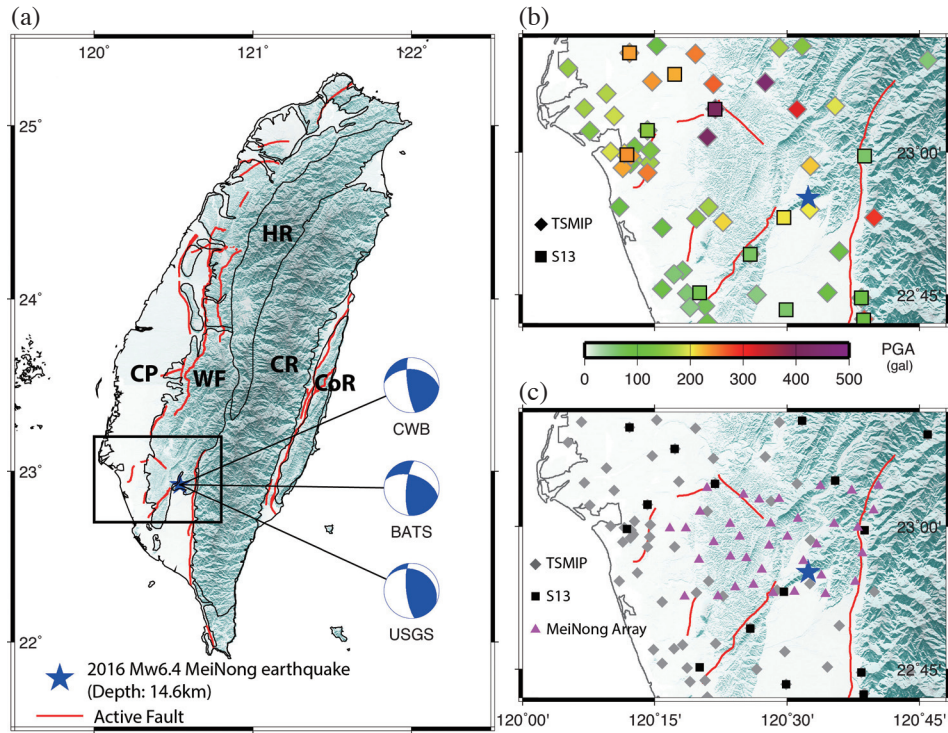 (a)
120°
121°
122°
25°
24°
23°
22°
HR
CP
WF
CR
CoR
CWB
BATS
USGS
2016 Mw6.4 MeiNong earthquake
(Depth: 14.6km)
Active Fault
(b)
TSMIP
S13
23°00'
22°45'
PGA
(gal)
0 100 200 300 400 500
(c)
TSMIP
S13
MeiNong Array
23°00'
22°45'
120°00' 120°15' 120°30' 120°45'